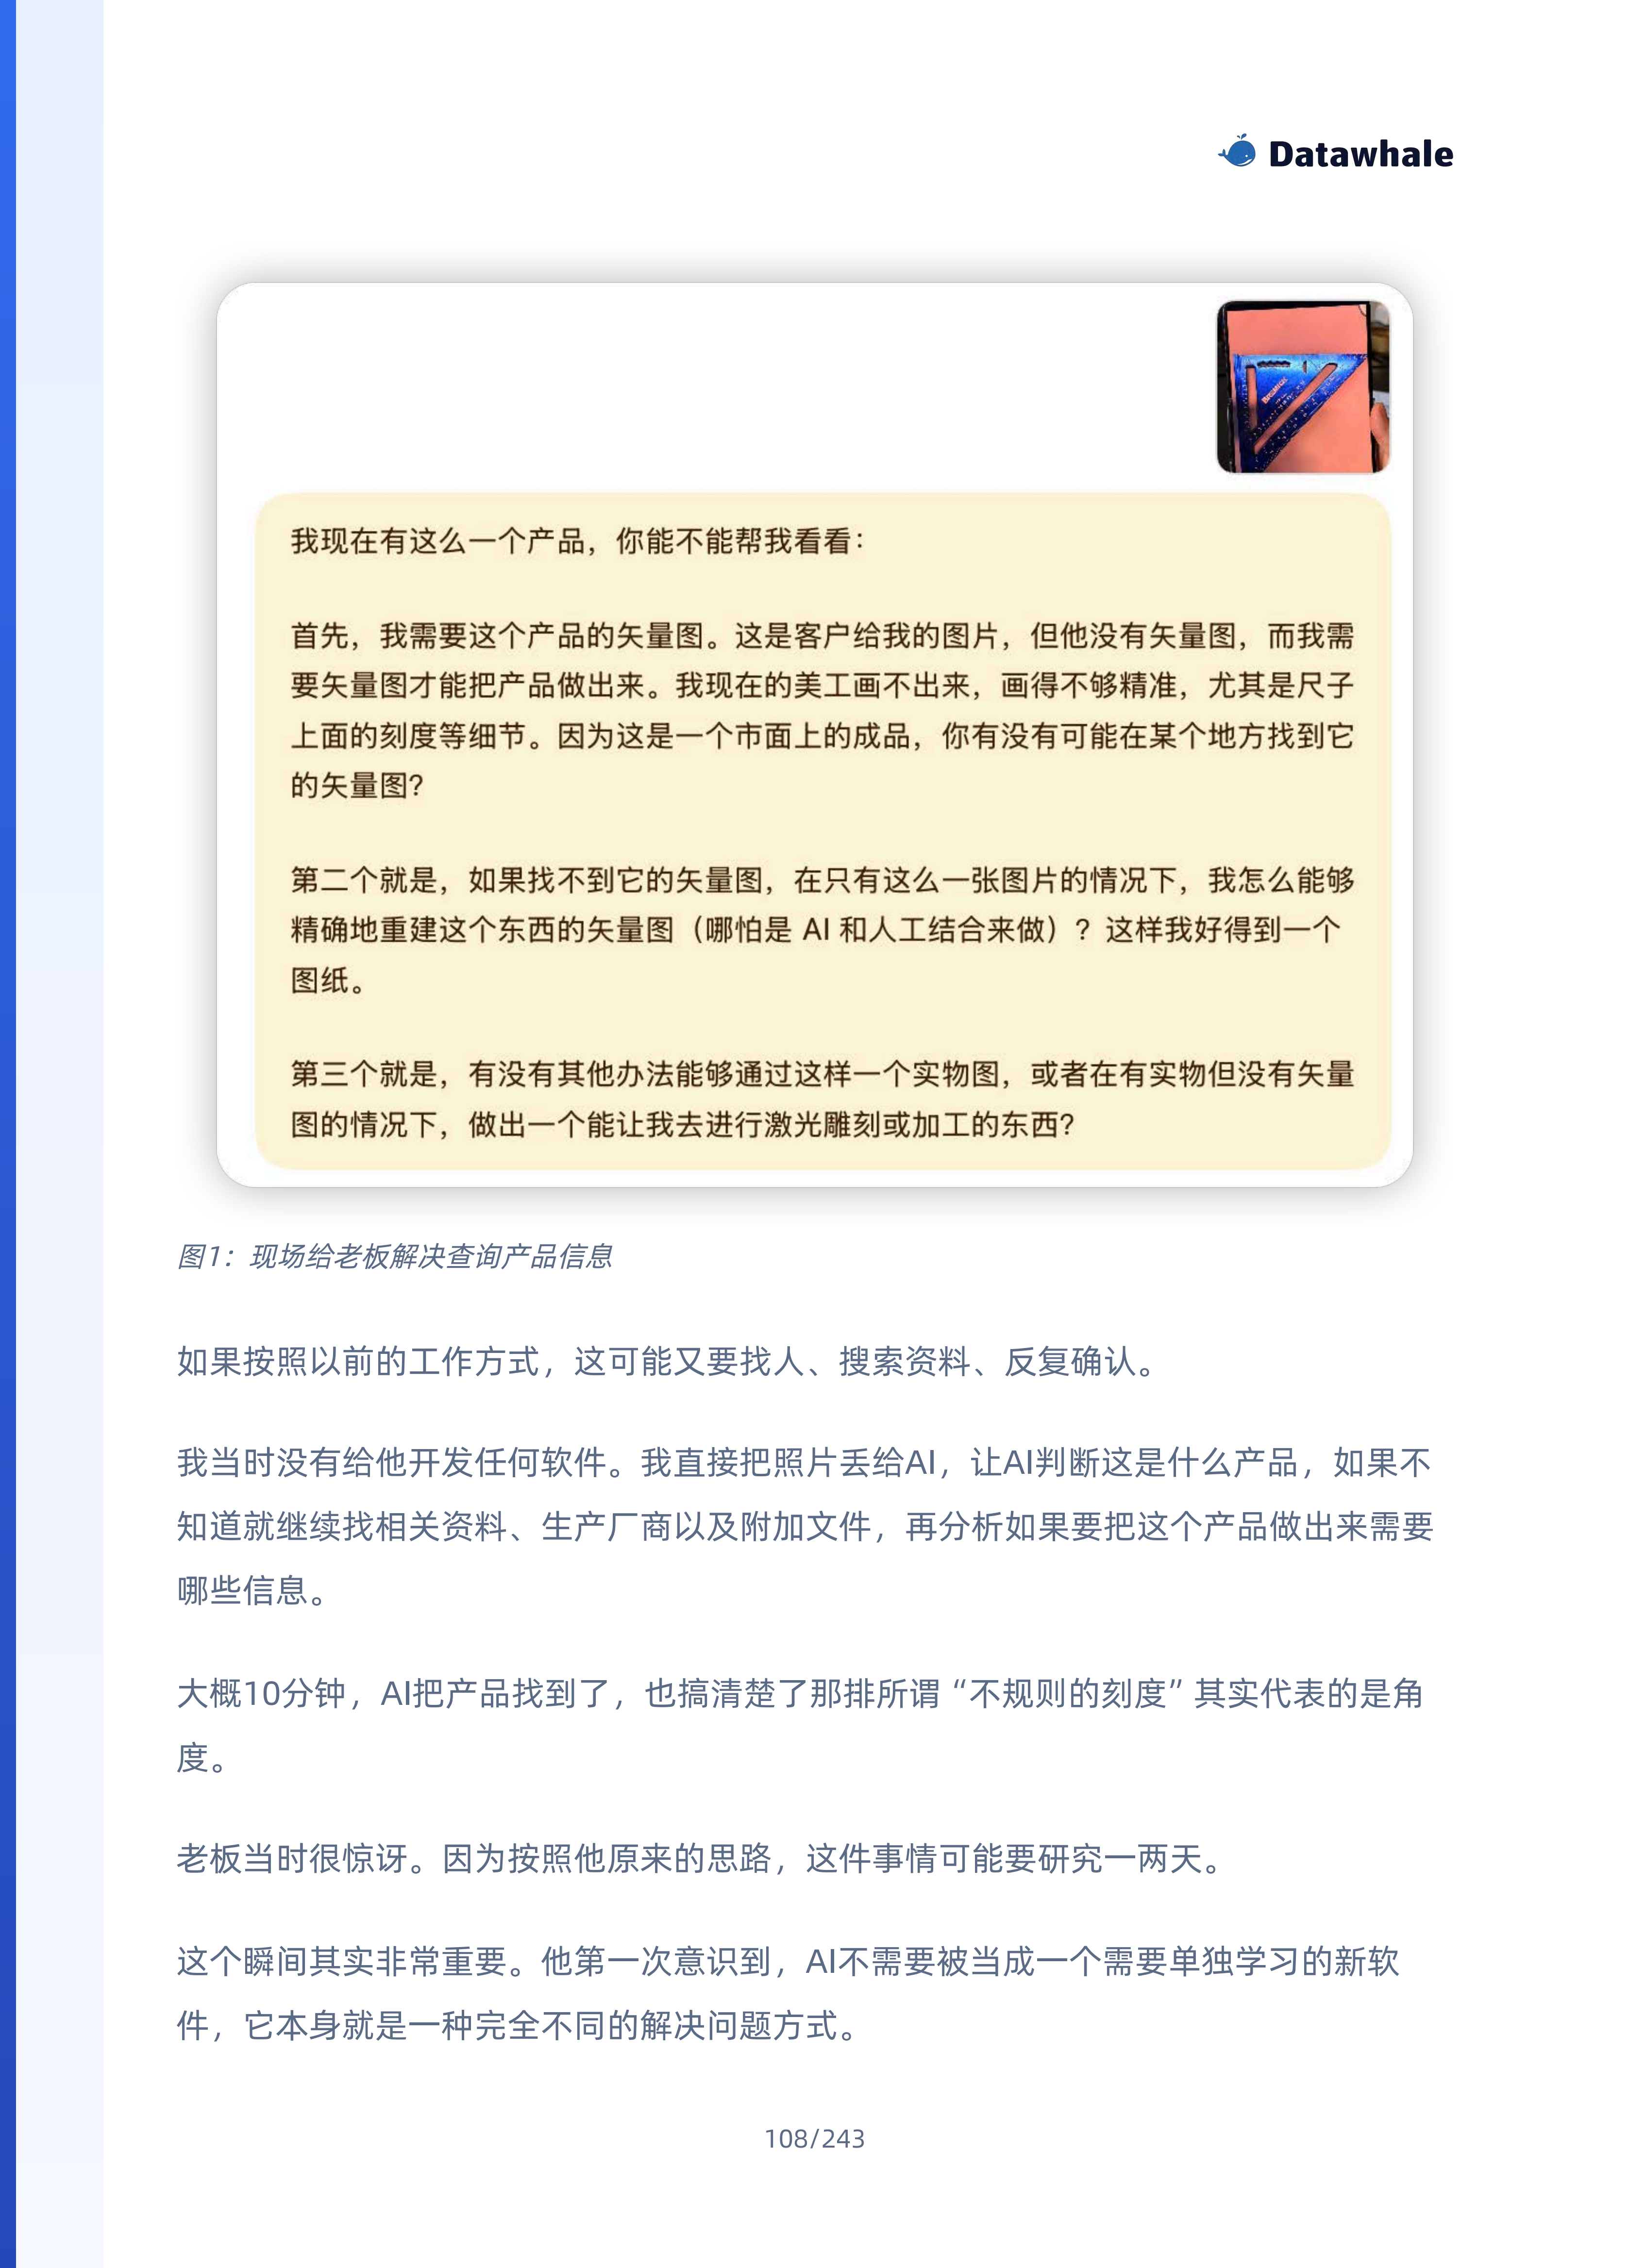 Datawhale
我现在有这么一个产品，你能不能帮我看看：
首先，我需要这个产品的矢量图。这是客户给我的图片，但他没有矢量图，而我需
要矢量图才能把产品做出来。我现在的美工画不出来，画得不够精准，尤其是尺子
上面的刻度等细节。因为这是一个市面上的成品，你有没有可能在某个地方找到它
的矢量图？
第二个就是，如果找不到它的矢量图，在只有这么一张图片的情况下，我怎么能够
精确地重建这个东西的矢量图（哪怕是 AI 和人工结合来做）？这样我好得到一个
图纸。
第三个就是，有没有其他办法能够通过这样一个实物图，或者在有实物但没有矢量
图的情况下，做出一个能让我去进行激光雕刻或加工的东西？
图1：现场给老板解决查询产品信息
如果按照以前的工作方式，这可能又要找人、搜索资料、反复确认。
我当时没有给他开发任何软件。我直接把照片丢给AI，让AI判断这是什么产品，如果不
知道就继续找相关资料、生产厂商以及附加文件，再分析如果要把这个产品做出来需要
哪些信息。
大概10分钟，AI把产品找到了，也搞清楚了那排所谓“不规则的刻度”其实代表的是角
度。
老板当时很惊讶。因为按照他原来的思路，这件事情可能要研究一两天。
这个瞬间其实非常重要。他第一次意识到，AI不需要被当成一个需要单独学习的新软
件，它本身就是一种完全不同的解决问题方式。
108/243